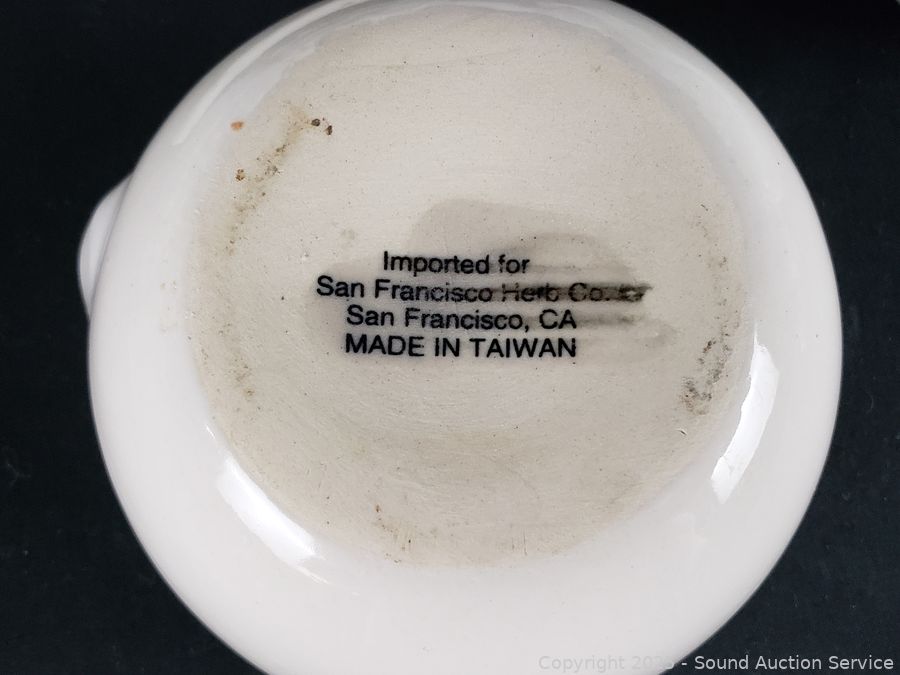 Imported for
San Francisco Herb Co.
San Francisco, CA
MADE IN TAIWAN
Copyright 2023 - Sound Auction Service